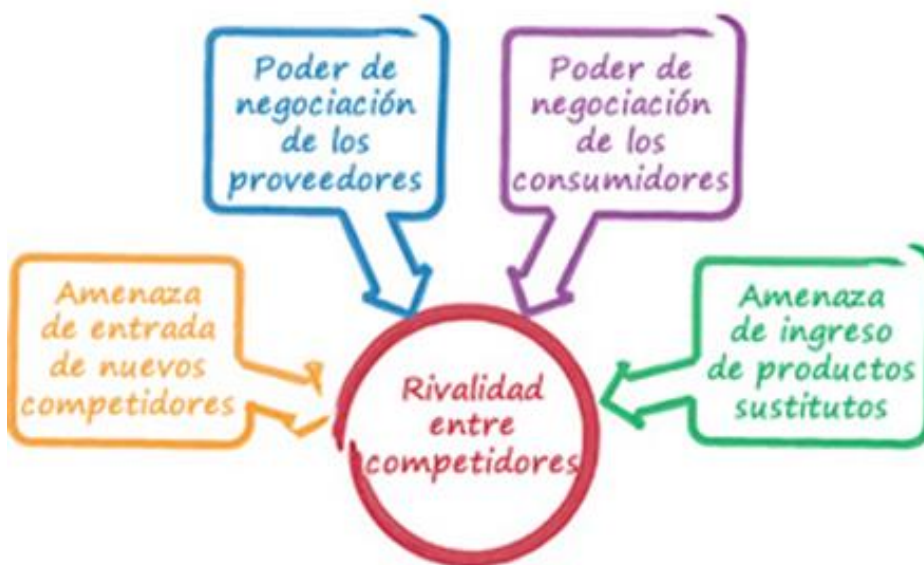 Poder de
negociación
de los
proveedores
Poder de
negociación
de los
consumidores
Amenaza
de entrada
de nuevos
competidores
Rivalidad
entre
competidores
Amenaza
de ingreso
de productos
sustitutos